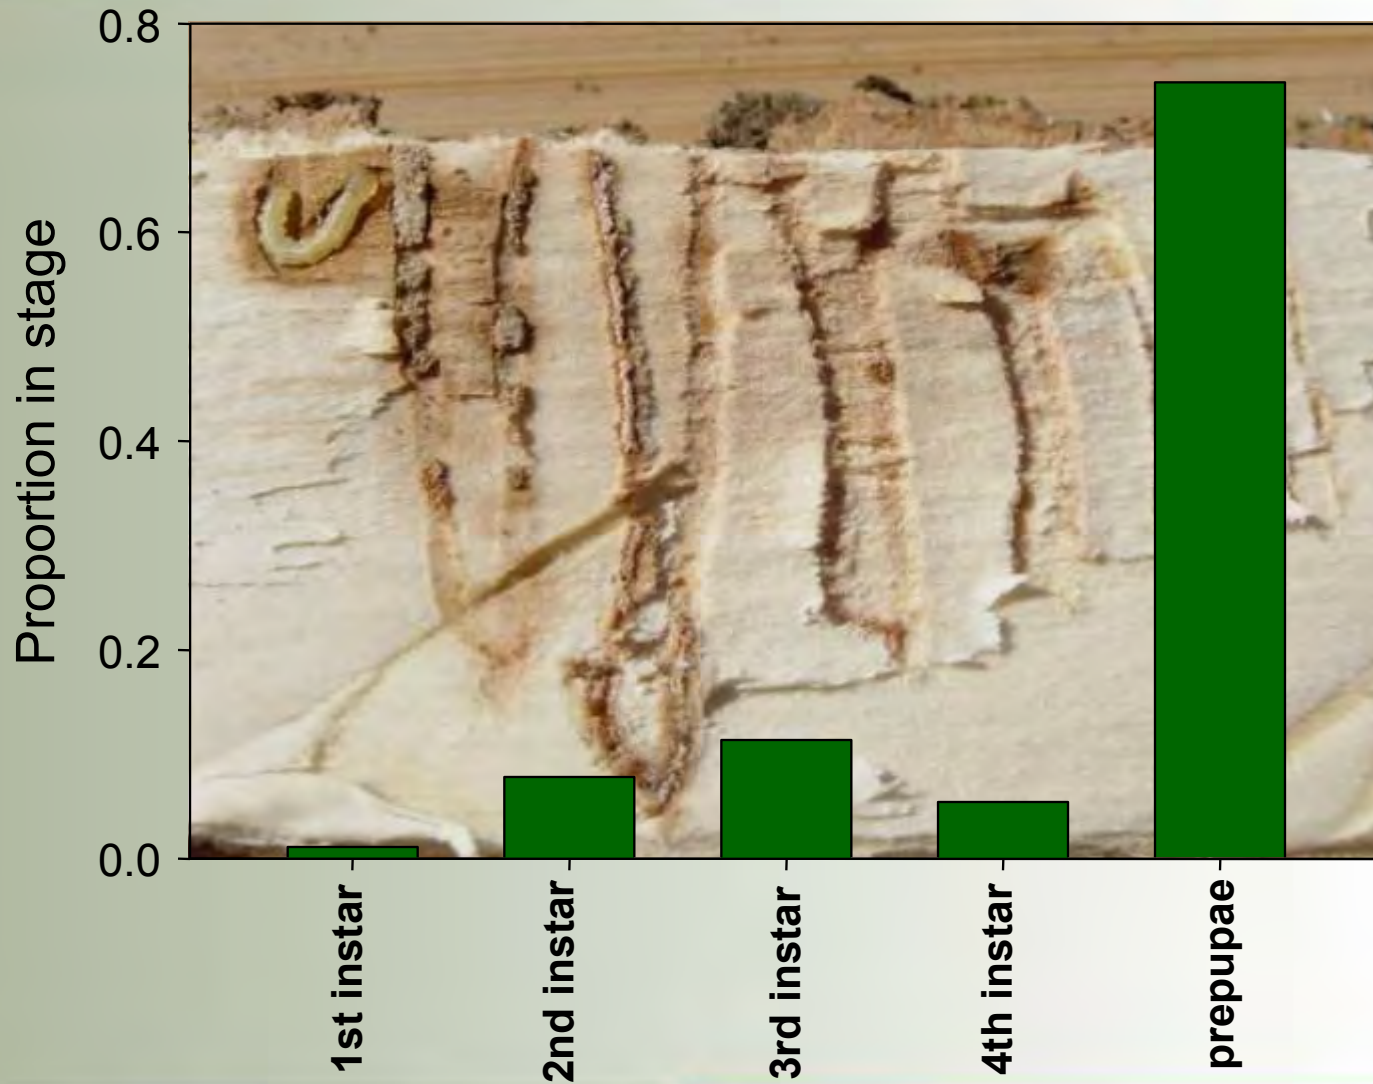 Proportion in stage
0.8
0.6
0.4
0.2
0.0
1st instar
2nd instar
3rd instar
4th instar
prepupae